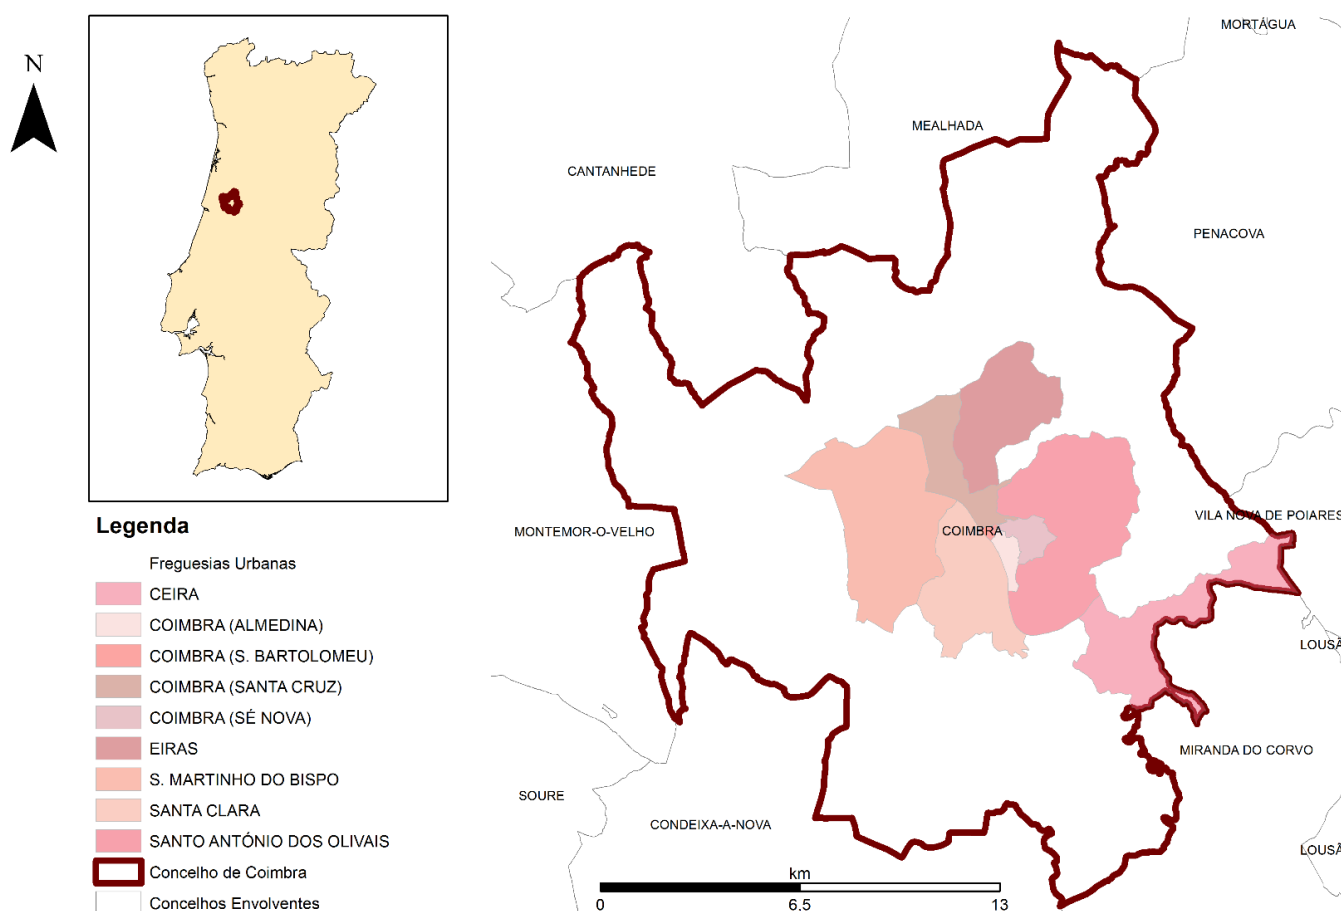 N
MORTÁGUA
MEALHADA
CANTANHEDE
PENACOVA
VILA NOVA DE POIARES
MONTEMOR-O-VELHO
COIMBRA
LOUSÃ
MIRANDA DO CORVO
SOURE
CONDEIXA-A-NOVA
LOUSÃ
km
0
6,5
13
Legenda
Freguesias Urbanas
CEIRA
COIMBRA (ALMEDINA)
COIMBRA (S. BARTOLOMEU)
COIMBRA (SANTA CRUZ)
COIMBRA (SÉ NOVA)
EIRAS
S. MARTINHO DO BISPO
SANTA CLARA
SANTO ANTÓNIO DOS OLIVAIS
Concelho de Coimbra
Concelhos Envolventes